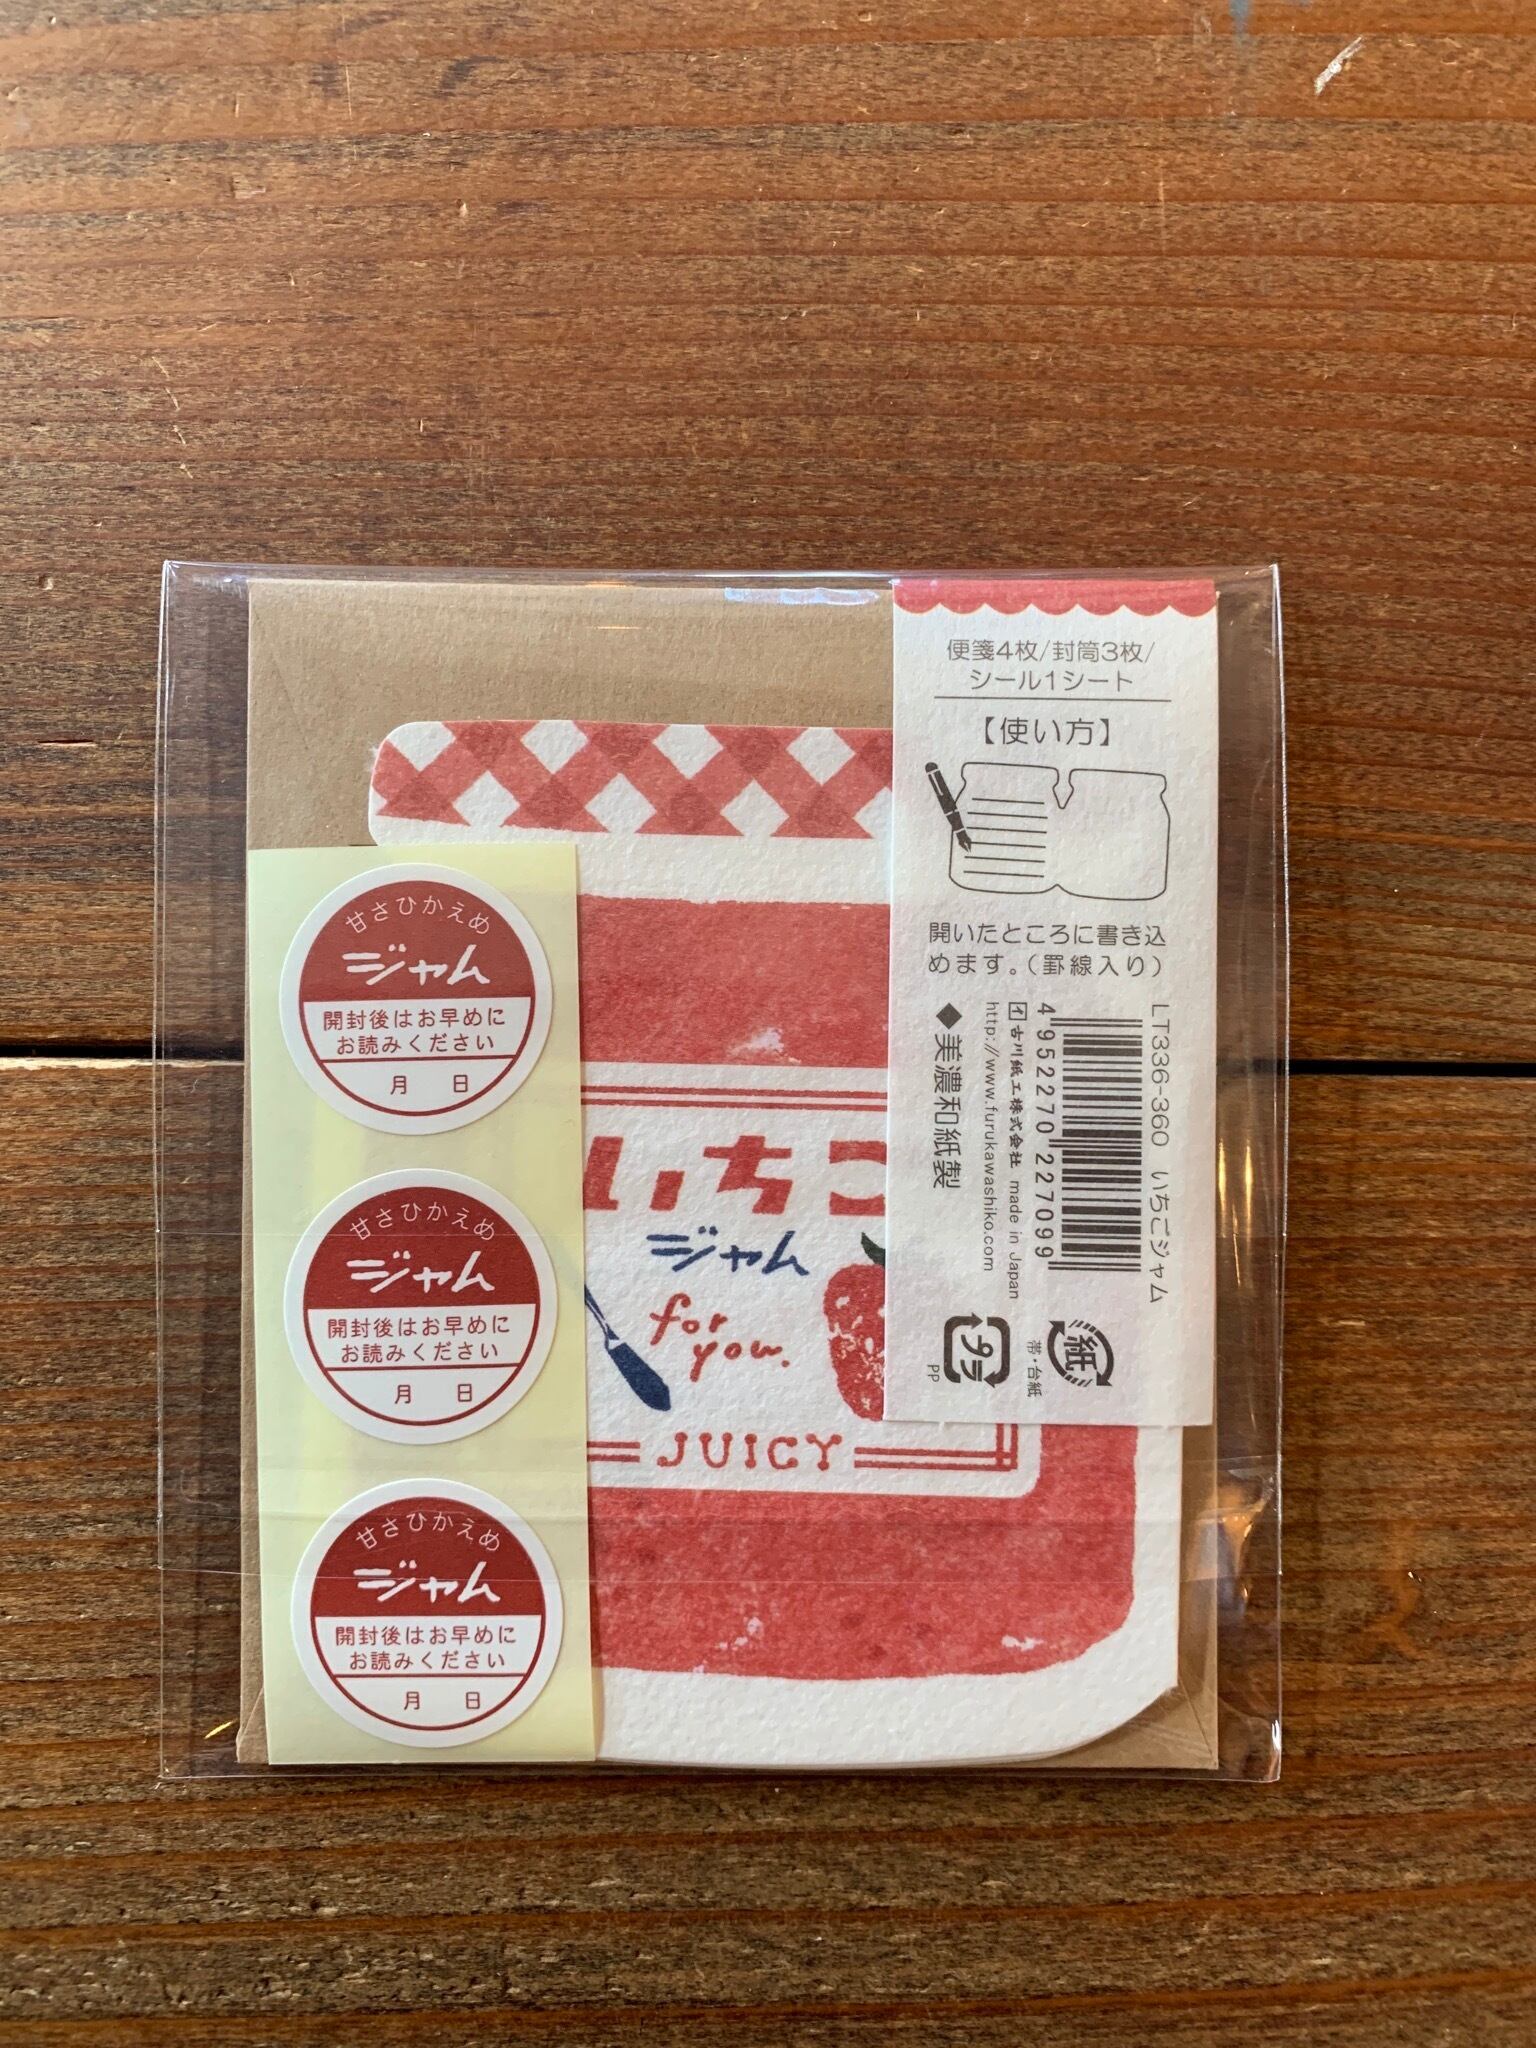 甘さひかえめ
ジャム
開封後はお早めに
お読みください
月 日
甘さひかえめ
ジャム
開封後はお早めに
お読みください
月 日
甘さひかえめ
ジャム
開封後はお早めに
お読みください
月 日
いちご
ジャム
for
you.
JUICY
便箋4枚/封筒3枚/
シール1シート
【使い方】
開いたところに書き込
めます。(罫線入り)
LT336-360 いちごジャム
4952270227099
古川紙工株式会社 made in Japan
http://www.furukawashiko.com
◆美濃和紙製
紙
帯・台紙
プラ
PP